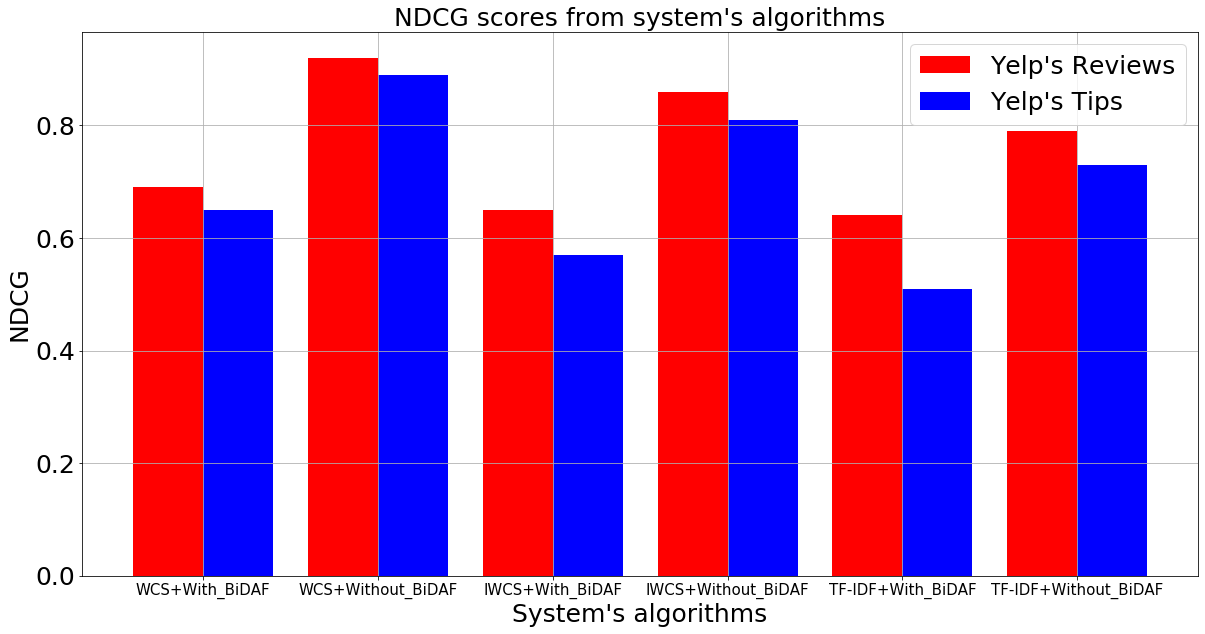 NDCG scores from system's algorithms
Yelp's Reviews
Yelp's Tips
0.8
0.6
0.4
0.2
0.0
NDCG
WCS+With_BiDAF WCS+Without_BiDAF IWCS+With_BiDAF IWCS+Without_BiDAF TF-IDF+With_BiDAF TF-IDF+Without_BiDAF
System's algorithms